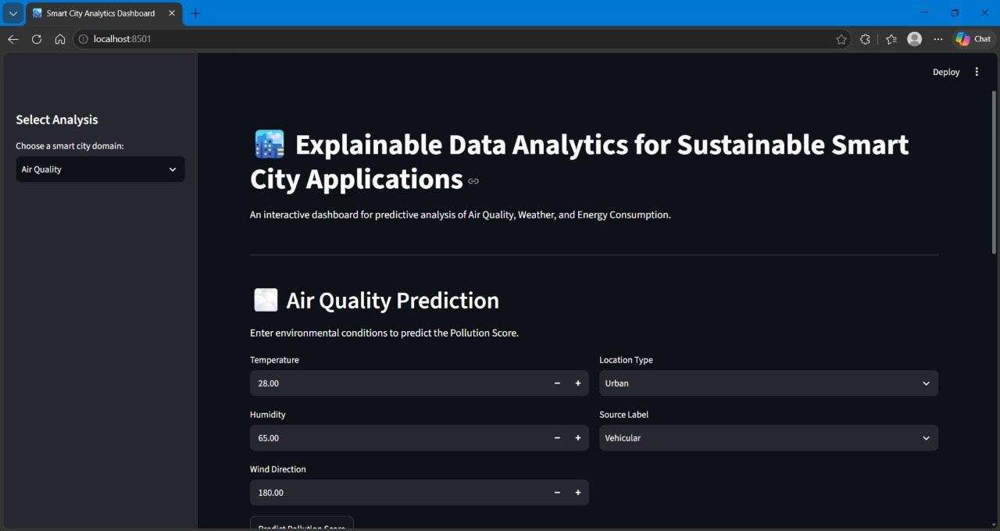 Smart City Analytics Dashboard
localhost:8501
Chat
Deploy
Select Analysis
Choose a smart city domain:
Air Quality
Explainable Data Analytics for Sustainable Smart
City Applications
An interactive dashboard for predictive analysis of Air Quality, Weather, and Energy Consumption.
Air Quality Prediction
Enter environmental conditions to predict the Pollution Score.
Temperature
28.00
Location Type
Urban
Humidity
65.00
Source Label
Vehicular
Wind Direction
180.00
Predict Pollution Score